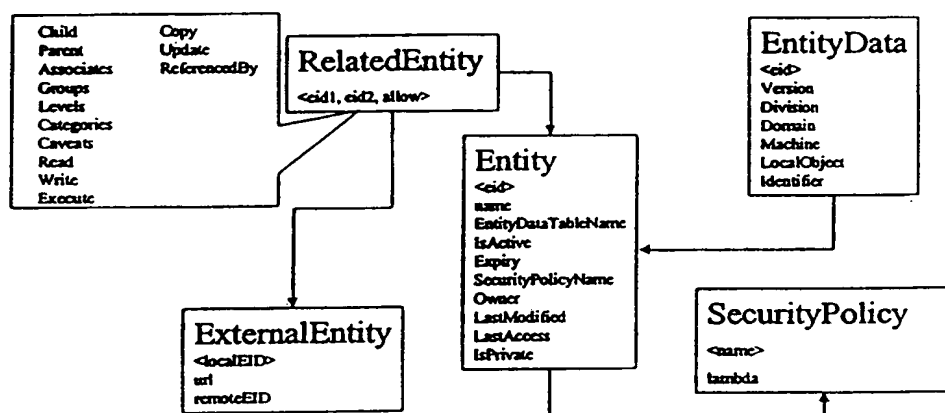 Child Copy
Parent Update
Associates ReferencedBy
Groups
Levels
Categories
Caveats
Read
Write
Execute
RelatedEntity
<eid1, eid2, allow>
EntityData
<eid>
Version
Division
Domain
Machine
LocalObject
Identifier
Entity
<eid>
name
EntityDataTableName
IsActive
Expiry
SecurityPolicyName
Owner
LastModified
LastAccess
IsPrivate
ExternalEntity
<localEID>
url
remoteEID
SecurityPolicy
<name>
lambda